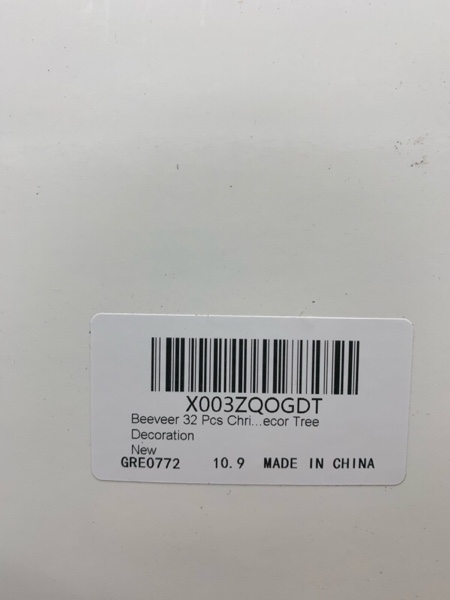 X003ZQOGDT
Beeveer 32 Pcs Chri...ecor Tree
Decoration
New
GRE0772 10.9 MADE IN CHINA